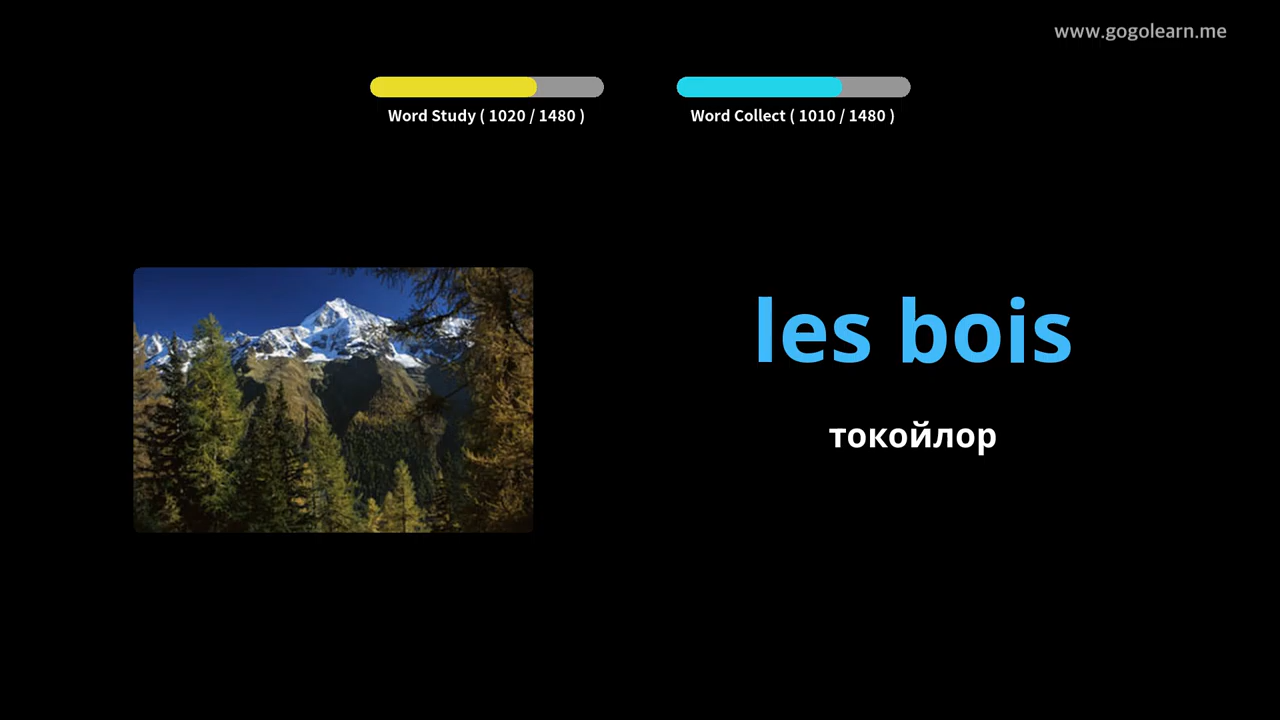 www.gogolearn.me
Word Study ( 1020 / 1480 )
Word Collect ( 1010 / 1480 )
les bois
токойлор